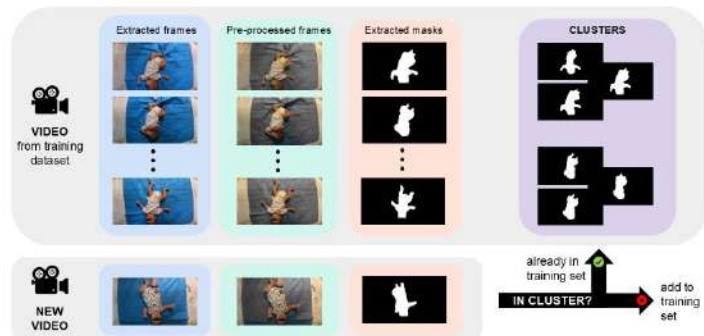 Extracted frames
Pre-processed frames
Extracted masks
CLUSTERS
VIDEO
from training
dataset
already in
training set
NEW
VIDEO
IN CLUSTER?
add to
training
set